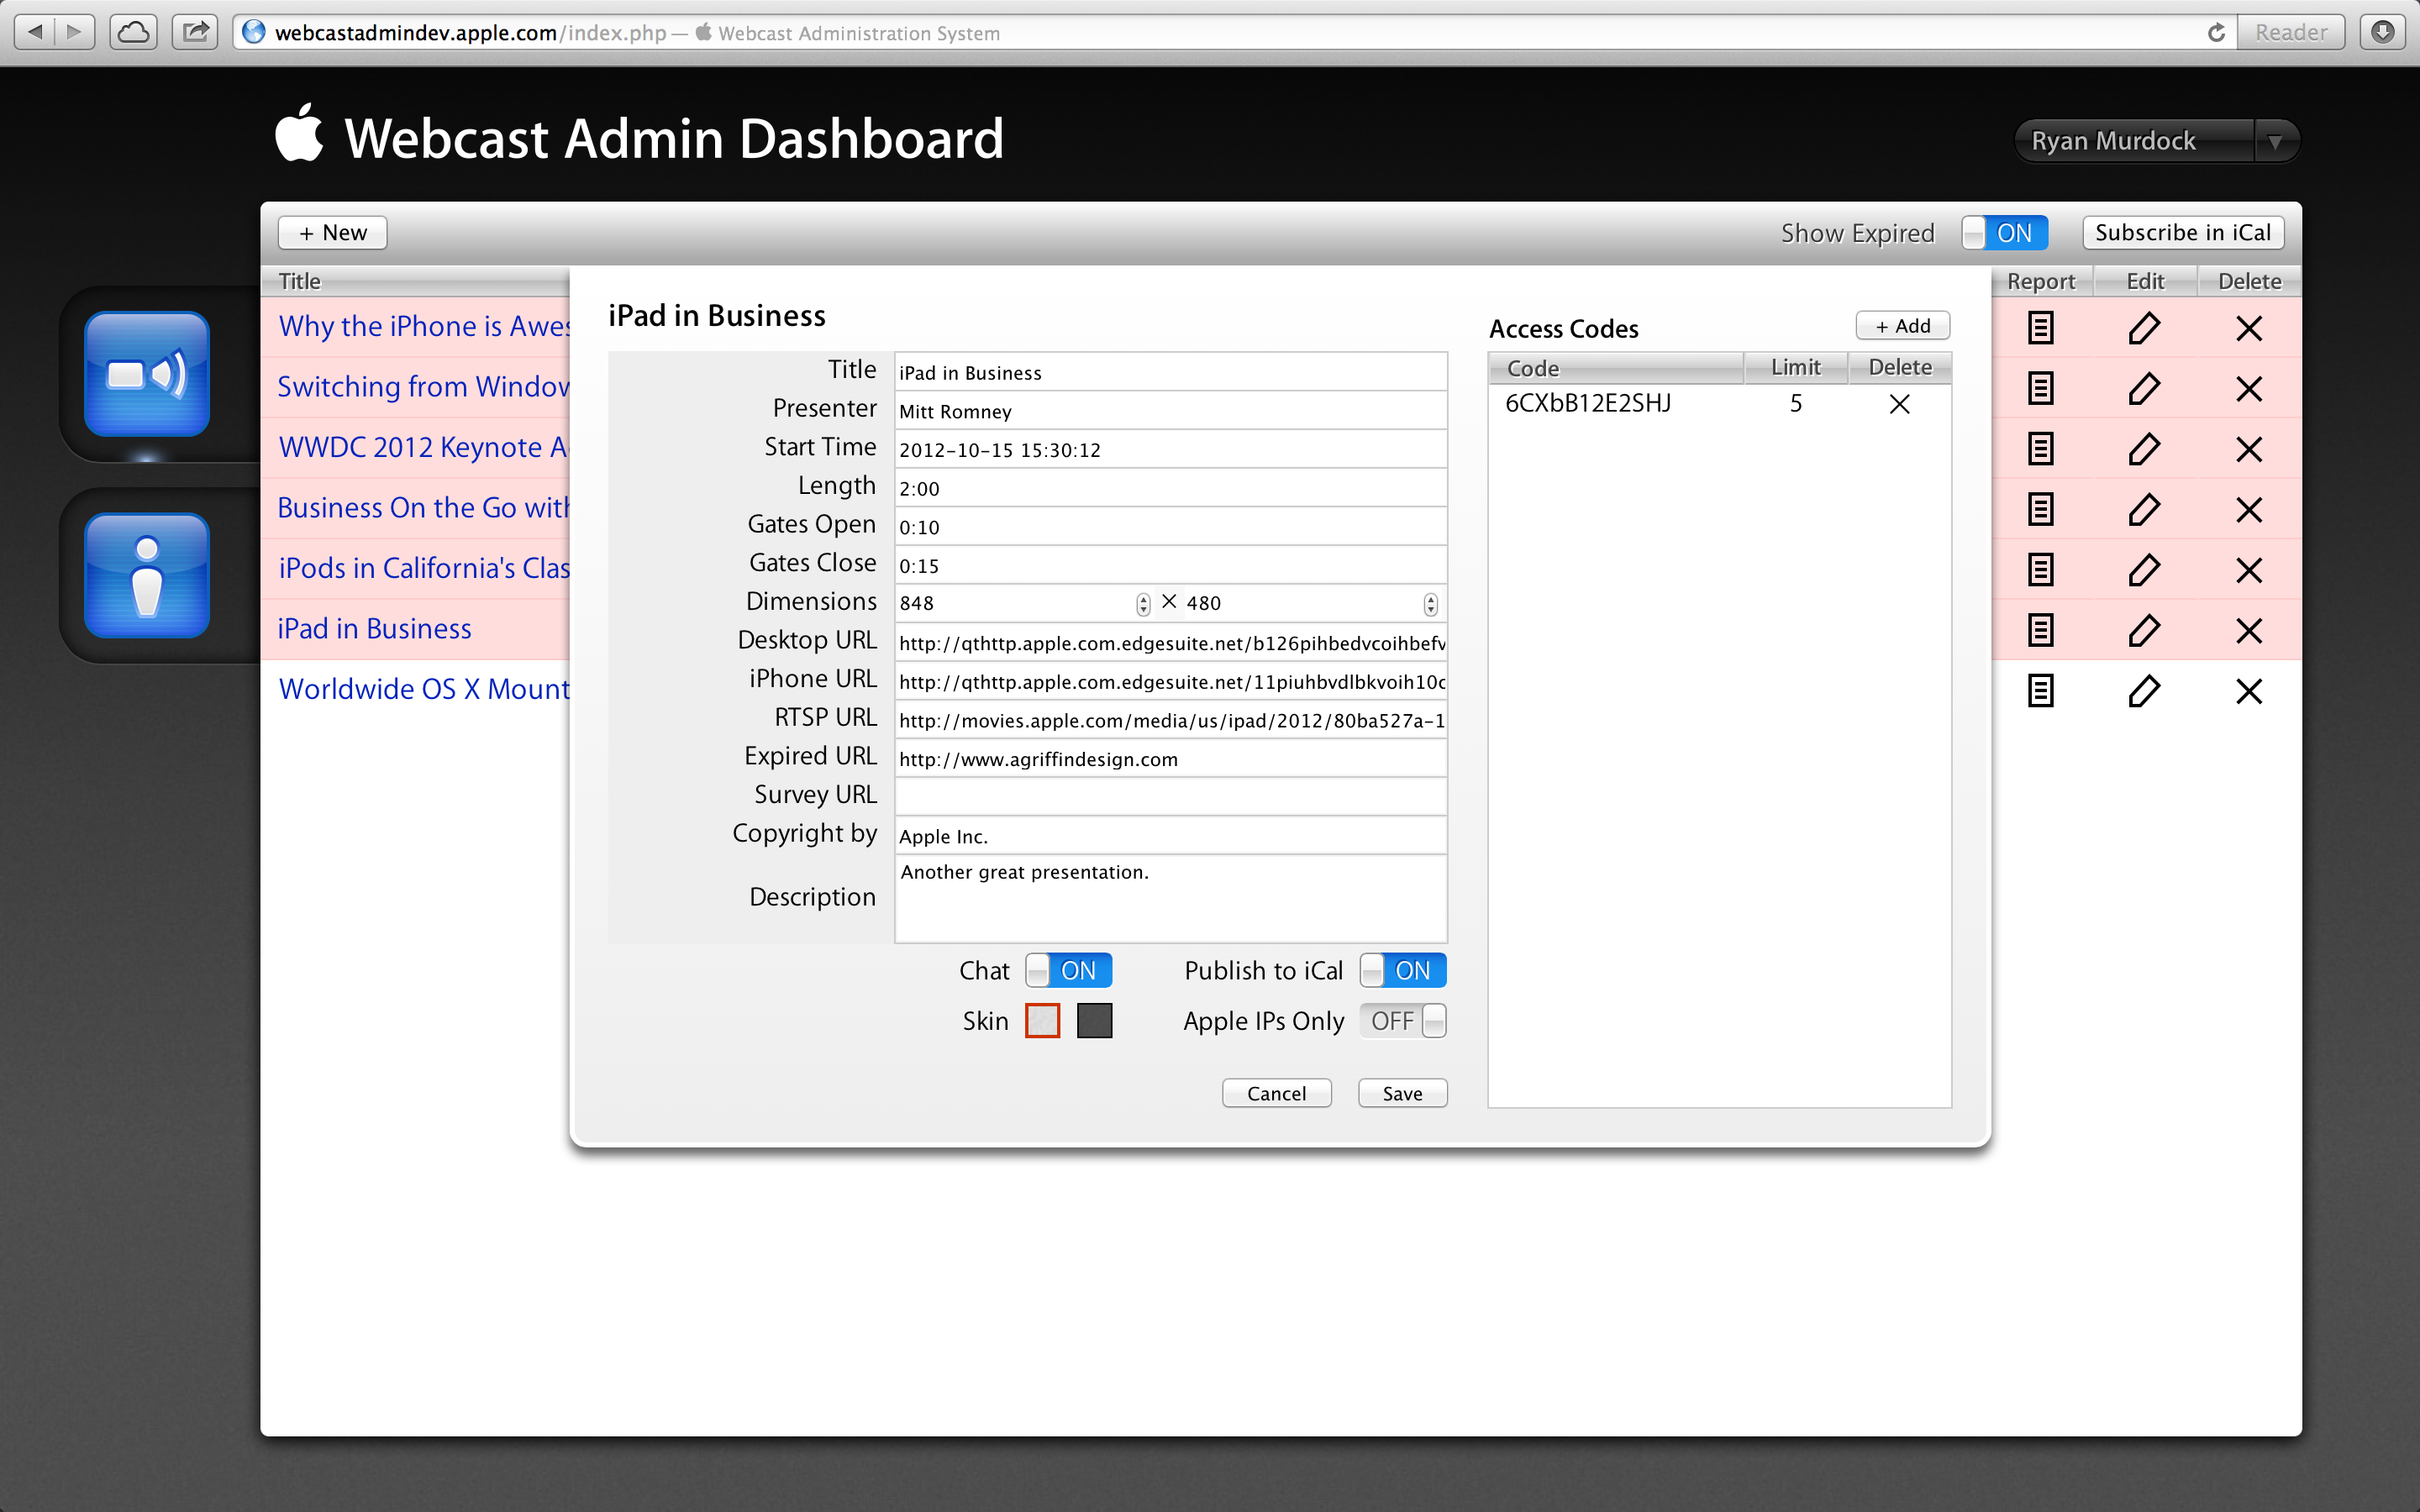 webcastadmindev.apple.com/index.php — Webcast Administration System
Reader
Webcast Admin Dashboard
Ryan Murdock
+ New
Show Expired ON
Subscribe in iCal
Title
Report Edit Delete
Why the iPhone is Awes
Switching from Window
WWDC 2012 Keynote A
Business On the Go with
iPods in California's Clas
iPad in Business
Worldwide OS X Mount
iPad in Business
Title iPad in Business
Presenter Mitt Romney
Start Time 2012-10-15 15:30:12
Length 2:00
Gates Open 0:10
Gates Close 0:15
Dimensions 848 × 480
Desktop URL http://qthttp.apple.com.edgesuite.net/b126pihbedvcoihbefv
iPhone URL http://qthttp.apple.com.edgesuite.net/11piuhbvdlbkvoih10c
RTSP URL http://movies.apple.com/media/us/ipad/2012/80ba527a-1
Expired URL http://www.agriffindesign.com
Survey URL
Copyright by Apple Inc.
Description Another great presentation.
Chat ON Publish to iCal ON
Skin Apple IPs Only OFF
Cancel Save
Access Codes + Add
Code Limit Delete
6CXbB12E2SHJ 5